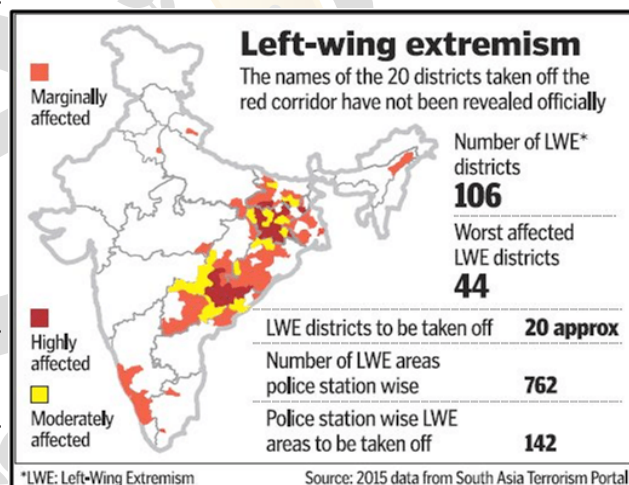 Left-wing extremism
The names of the 20 districts taken off the
red corridor have not been revealed officially
Marginally
affected
Number of LWE*
districts
106
Worst affected
LWE districts
44
LWE districts to be taken off 20 approx
Number of LWE areas
police station wise 762
Police station wise LWE
areas to be taken off 142
Highly
affected
Moderately
affected
*LWE: Left-Wing Extremism Source: 2015 data from South Asia Terrorism Portal